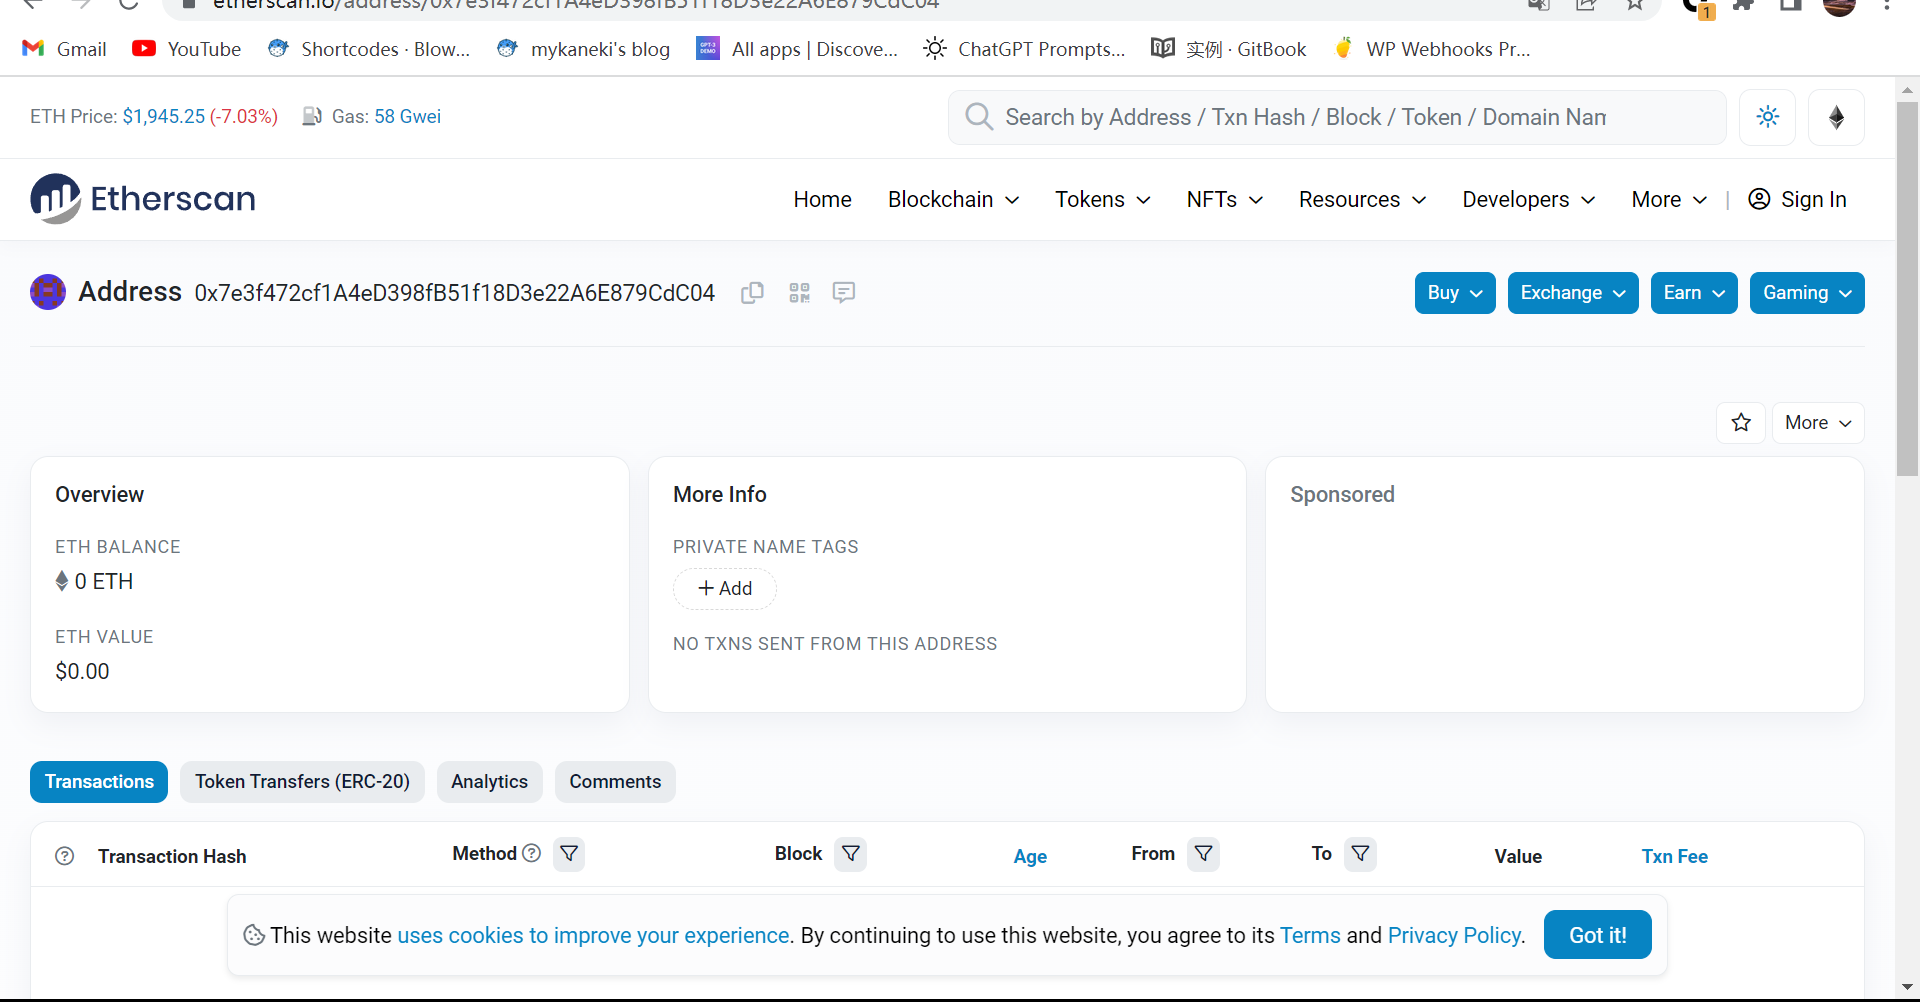 etherscan.io/address/0x7e3f472cf1A4eD398fB51f18D3e22A6E879CdC04
1
Gmail YouTube Shortcodes · Blow... mykaneki's blog GPT-3 DEMO All apps | Discove... ChatGPT Prompts... 实例 · GitBook WP Webhooks Pr...
ETH Price: $1,945.25 (-7.03%) Gas: 58 Gwei Search by Address / Txn Hash / Block / Token / Domain Nam
Etherscan Home Blockchain Tokens NFTs Resources Developers More | Sign In
Address 0x7e3f472cf1A4eD398fB51f18D3e22A6E879CdC04 Buy Exchange Earn Gaming
More
Overview
ETH BALANCE
0 ETH
ETH VALUE
$0.00
More Info
PRIVATE NAME TAGS
+ Add
NO TXNS SENT FROM THIS ADDRESS
Sponsored
Transactions Token Transfers (ERC-20) Analytics Comments
? Transaction Hash Method ? Block Age From To Value Txn Fee
This website uses cookies to improve your experience. By continuing to use this website, you agree to its Terms and Privacy Policy. Got it!